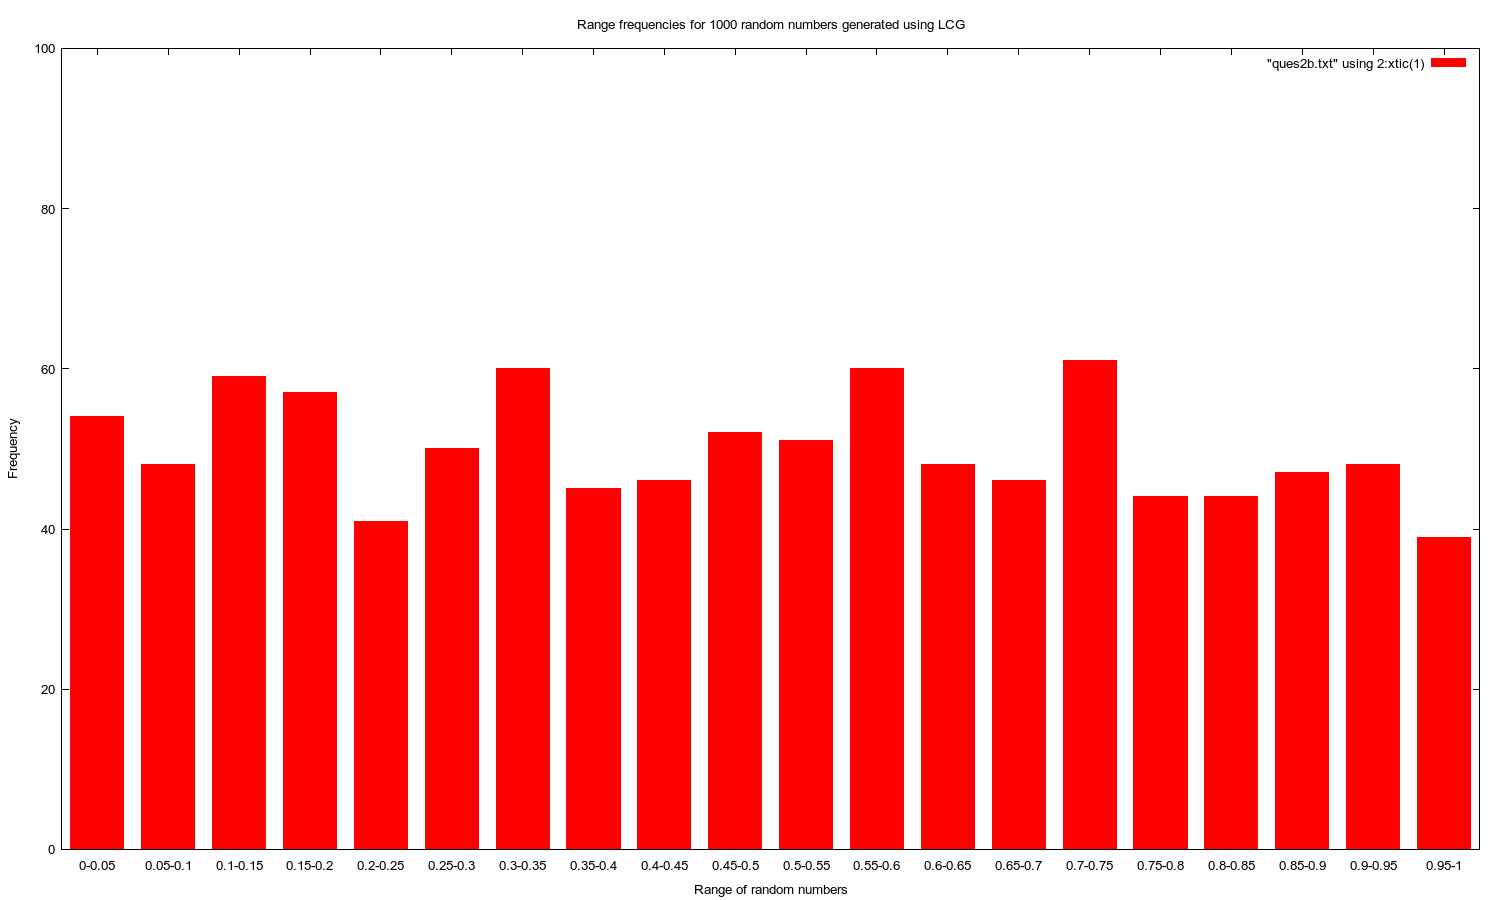 Range frequencies for 1000 random numbers generated using LCG
100
80
60
40
20
0
"ques2b.txt" using 2:xtic(1)
Frequency
0-0.05 0.05-0.1 0.1-0.15 0.15-0.2 0.2-0.25 0.25-0.3 0.3-0.35 0.35-0.4 0.4-0.45 0.45-0.5 0.5-0.55 0.55-0.6 0.6-0.65 0.65-0.7 0.7-0.75 0.75-0.8 0.8-0.85 0.85-0.9 0.9-0.95 0.95-1
Range of random numbers